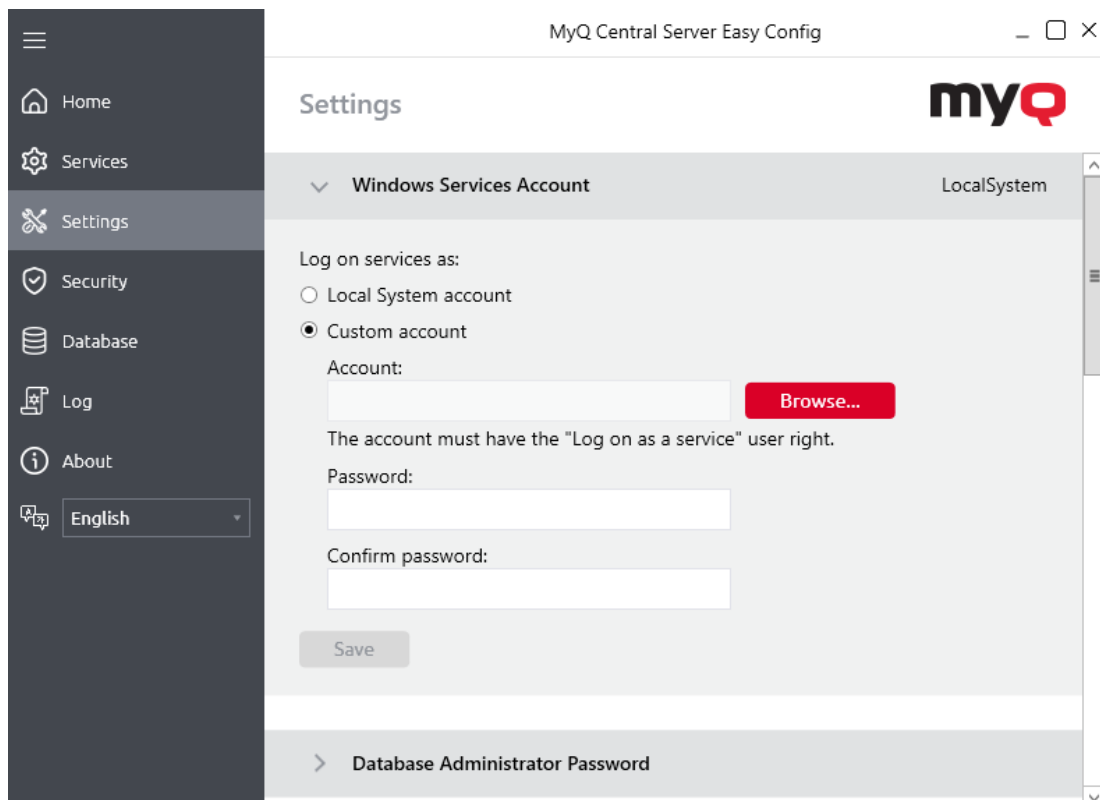 MyQ Central Server Easy Config
Home
Services
Settings
Security
Database
Log
About
English
Settings
myQ
Windows Services Account LocalSystem
Log on services as:
Local System account
Custom account
Account:
Browse...
The account must have the "Log on as a service" user right.
Password:
Confirm password:
Save
Database Administrator Password